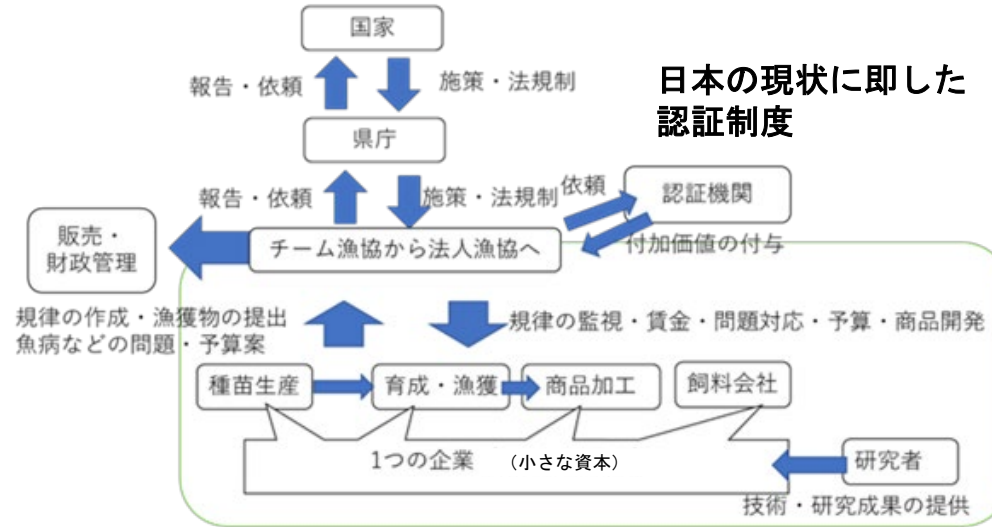 国家
報告・依頼
施策・法規制
日本の現状に即した
認証制度
県庁
報告・依頼
施策・法規制
依頼
認証機関
販売・
財政管理
チーム漁協から法人漁協へ
付加価値の付与
規律の作成・漁獲物の提出
魚病などの問題・予算案
規律の監視・賃金・問題対応・予算・商品開発
種苗生産
育成・漁獲
商品加工
飼料会社
1つの企業 (小さな資本)
研究者
技術・研究成果の提供